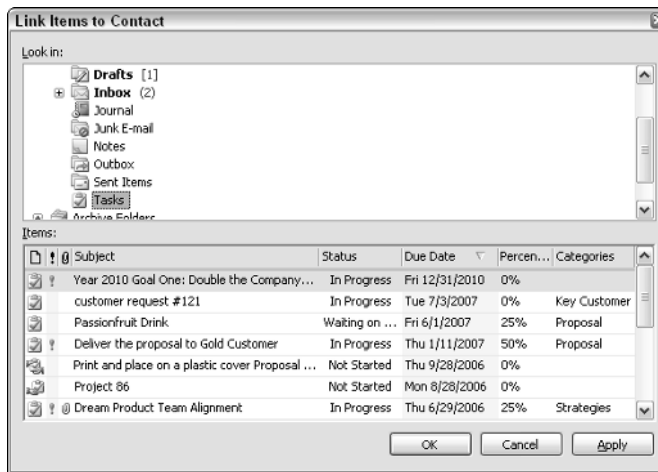 Link Items to Contact
Look in:
Drafts [1]
Inbox (2)
Journal
Junk E-mail
Notes
Outbox
Sent Items
Tasks
Archive Folders
Items:
! Subject Status Due Date Percen... Categories
! Year 2010 Goal One: Double the Company... In Progress Fri 12/31/2010 0%
customer request #121 In Progress Tue 7/3/2007 0% Key Customer
Passionfruit Drink Waiting on ... Fri 6/1/2007 25% Proposal
! Deliver the proposal to Gold Customer In Progress Thu 1/11/2007 50% Proposal
Print and place on a plastic cover Proposal ... Not Started Thu 9/28/2006 0%
Project 86 Not Started Mon 8/28/2006 0%
! Dream Product Team Alignment In Progress Thu 6/29/2006 25% Strategies
OK Cancel Apply